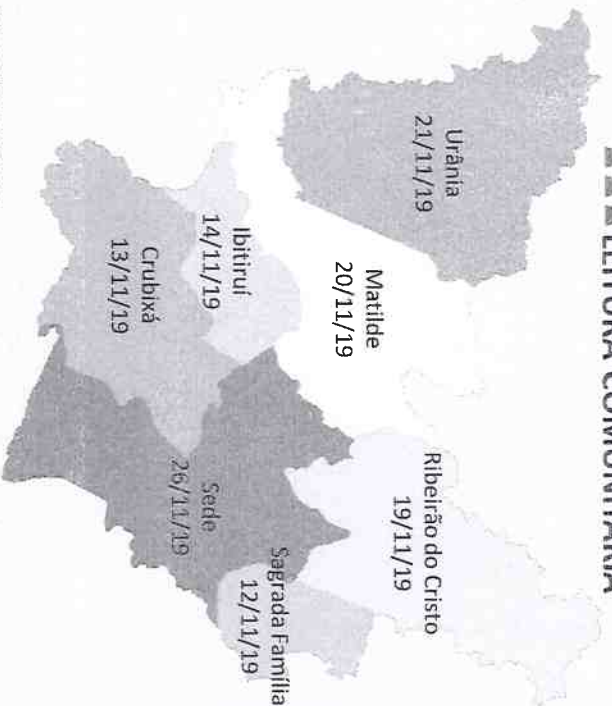 LEITURA COMUNITÁRIA
Urânia
21/11/19
Matilde
20/11/19
Ribeirão do Cristo
19/11/19
Ibitiruí
14/11/19
Crubixá
13/11/19
Sede
26/11/19
Sagrada Família
12/11/19